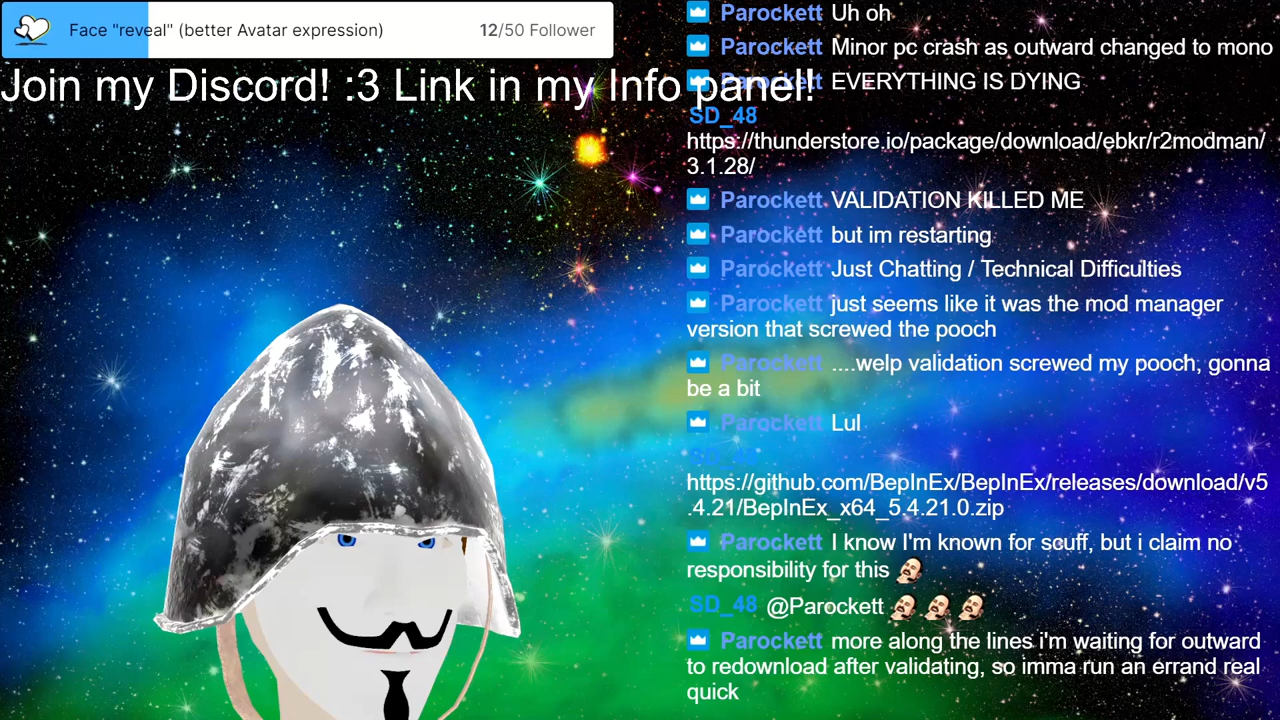 Face "reveal" (better Avatar expression) 12/50 Follower
Join my Discord! :3 Link in my Info panel!
Parockett Uh oh
Parockett Minor pc crash as outward changed to mono
Parockett EVERYTHING IS DYING
SD_48
https://thunderstore.io/package/download/ebkr/r2modman/
3.1.28/
Parockett VALIDATION KILLED ME
Parockett but im restarting
Parockett Just Chatting / Technical Difficulties
Parockett just seems like it was the mod manager
version that screwed the pooch
Parockett ....welp validation screwed my pooch, gonna
be a bit
Parockett Lul
SD_48
https://github.com/BepInEx/BepInEx/releases/download/v5
.4.21/BepInEx_x64_5.4.21.0.zip
Parockett I know I'm known for scuff, but i claim no
responsibility for this
SD_48 @Parockett
Parockett more along the lines i'm waiting for outward
to redownload after validating, so imma run an errand real
quick